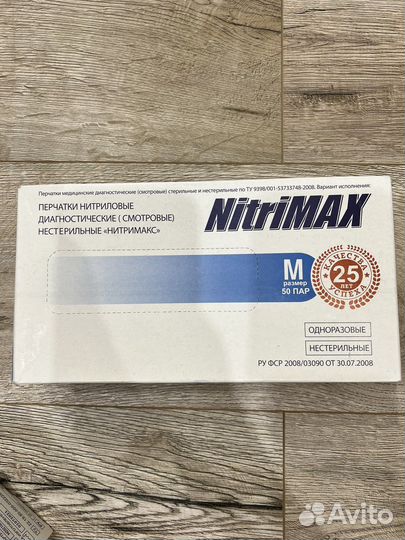 Перчатки медицинские диагностические (смотровые) стерильные и нестерильные по ТУ 9398/001-53733748-2008. Вариант исполнения:
ПЕРЧАТКИ НИТРИЛОВЫЕ
ДИАГНОСТИЧЕСКИЕ ( СМОТРОВЫЕ)
НЕСТЕРИЛЬНЫЕ «НИТРИМАКС»
NitriMAX
M
размер
50 ПАР
КАЧЕСТВА
25
ЛЕТ
УСПЕХА
ОДНОРАЗОВЫЕ
НЕСТЕРИЛЬНЫЕ
РУ ФСР 2008/03090 ОТ 30.07.2008
Avito